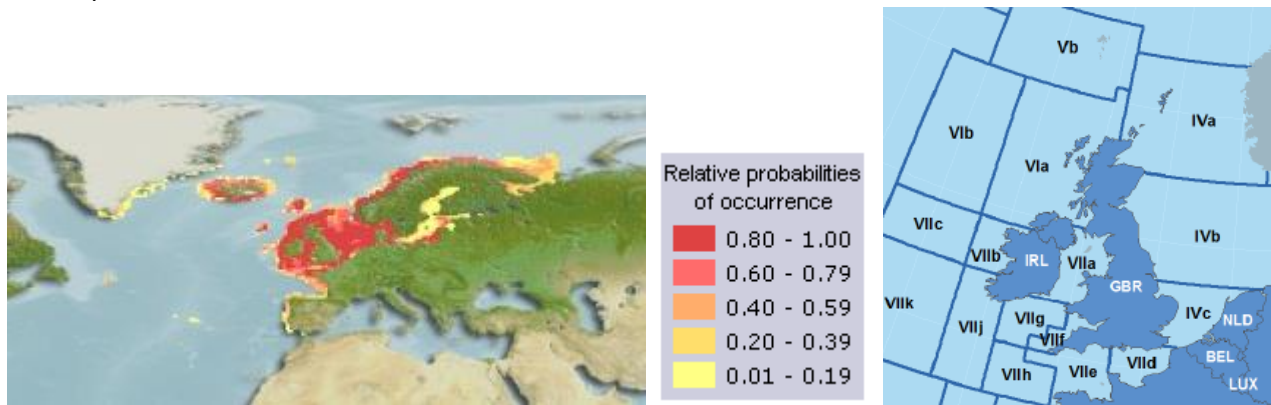 Relative probabilities
of occurrence
0.80 - 1.00
0.60 - 0.79
0.40 - 0.59
0.20 - 0.39
0.01 - 0.19
Vb
IVa
VIb
VIa
VIIc
IVb
VIIb
IRL
VIIa
GBR
VIIk
VIIj
VIIg
IVc
NLD
VIIf
BEL
VIIh
VIIe
VIId
LUX